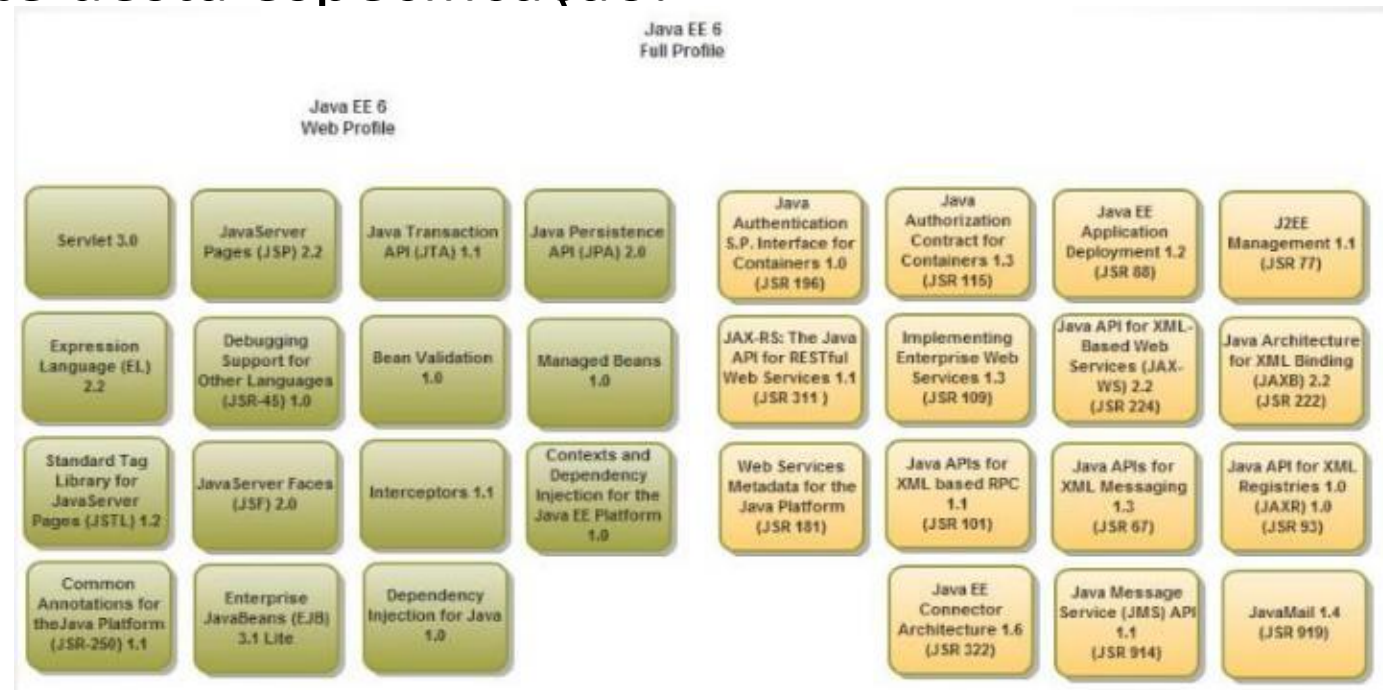 Java EE 6
Full Profile
Java EE 6
Web Profile
Servlet 3.0
JavaServer
Pages (JSP) 2.2
Java Transaction
API (JTA) 1.1
Java Persistence
API (JPA) 2.0
Java
Authentication
S.P. Interface for
Containers 1.0
(JSR 196)
Java
Authorization
Contract for
Containers 1.3
(JSR 115)
Java EE
Application
Deployment 1.2
(JSR 88)
J2EE
Management 1.1
(JSR 77)
Expression
Language (EL)
2.2
Debugging
Support for
Other Languages
(JSR-45) 1.0
Bean Validation
1.0
Managed Beans
1.0
JAX-RS: The Java
API for RESTful
Web Services 1.1
(JSR 311 )
Implementing
Enterprise Web
Services 1.3
(JSR 109)
Java API for XML-
Based Web
Services (JAX-
WS) 2.2
(JSR 224)
Java Architecture
for XML Binding
(JAXB) 2.2
(JSR 222)
Standard Tag
Library for
JavaServer
Pages (JSTL) 1.2
JavaServer Faces
(JSF) 2.0
Interceptors 1.1
Contexts and
Dependency
Injection for the
Java EE Platform
1.0
Web Services
Metadata for the
Java Platform
(JSR 181)
Java APIs for
XML based RPC
1.1
(JSR 101)
Java APIs for
XML Messaging
1.3
(JSR 67)
Java API for XML
Registries 1.0
(JAXR) 1.0
(JSR 93)
Common
Annotations for
theJava Platform
(JSR-250) 1.1
Enterprise
JavaBeans (EJB)
3.1 Lite
Dependency
Injection for Java
1.0
Java EE
Connector
Architecture 1.6
(JSR 322)
Java Message
Service (JMS) API
1.1
(JSR 914)
JavaMail 1.4
(JSR 919)